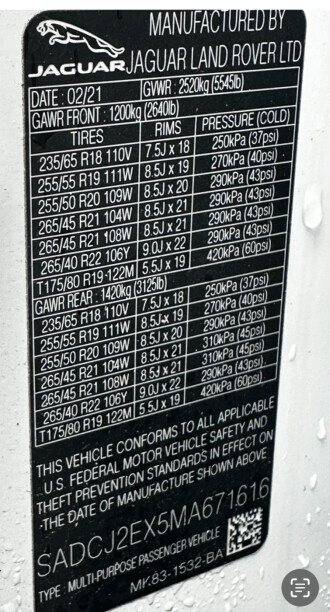 MANUFACTURED BY
JAGUAR JAGUAR LAND ROVER LTD
DATE : 02/21 GVWR : 2520kg (5545lb)
GAWR FRONT : 1200kg (2640lb)
TIRES RIMS PRESSURE (COLD)
235/65 R18 110V 7.5J x 18 250kPa (37psi)
255/55 R19 111W 8.5J x 19 270kPa (40psi)
255/50 R20 109W 8.5J x 20 290kPa (43psi)
265/45 R21 104W 8.5J x 21 290kPa (43psi)
265/45 R21 108W 8.5J x 21 290kPa (43psi)
265/40 R22 106Y 9.0J x 22 290kPa (43psi)
T175/80 R19 122M 5.5J x 19 420kPa (60psi)
GAWR REAR : 1420kg (3125lb)
235/65 R18 110V 7.5J x 18 250kPa (37psi)
255/55 R19 111W 8.5J x 19 270kPa (40psi)
255/50 R20 109W 8.5J x 20 290kPa (43psi)
265/45 R21 104W 8.5J x 21 310kPa (45psi)
265/45 R21 108W 8.5J x 21 310kPa (45psi)
265/40 R22 106Y 9.0J x 22 290kPa (43psi)
T175/80 R19 122M 5.5J x 19 420kPa (60psi)
THIS VEHICLE CONFORMS TO ALL APPLICABLE
U.S. FEDERAL MOTOR VEHICLE SAFETY AND
THEFT PREVENTION STANDARDS IN EFFECT ON
THE DATE OF MANUFACTURE SHOWN ABOVE.
SADCJ2EX5MA671616
TYPE : MULTI-PURPOSE PASSENGER VEHICLE
MK83-1532-BA